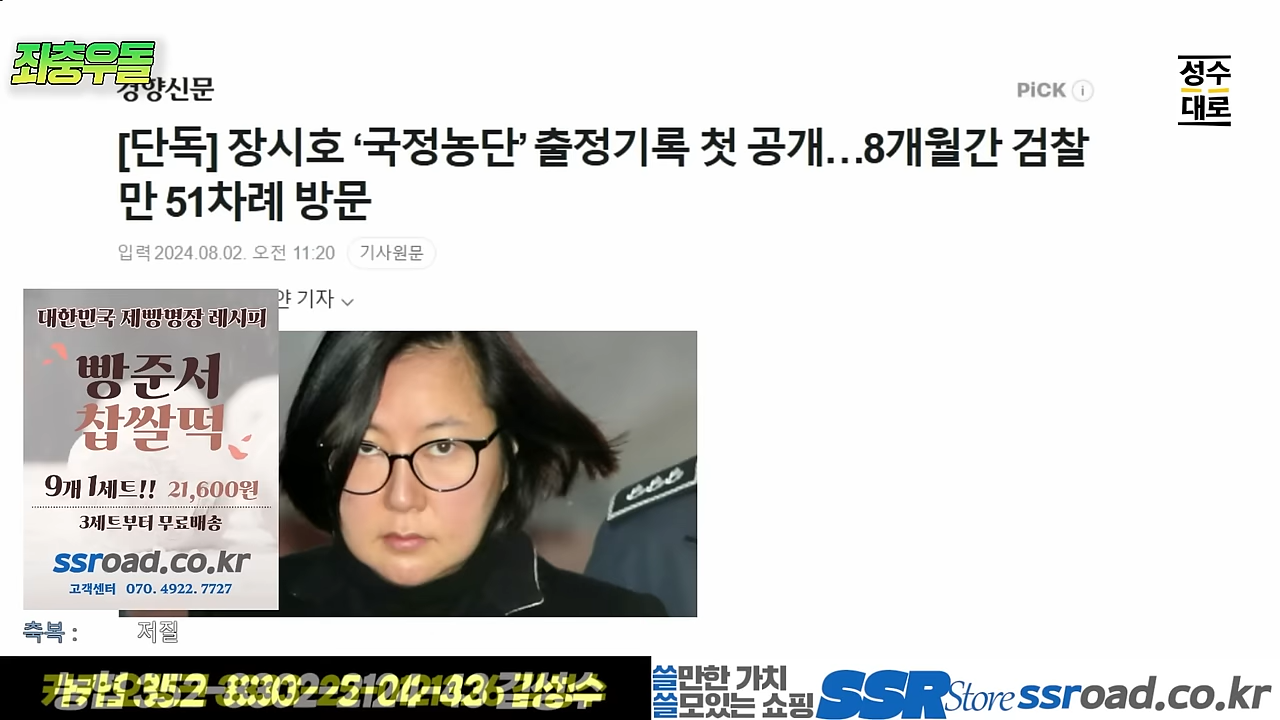 좌충우돌
경향신문
PiCK i
성수
대로
[단독] 장시호 ‘국정농단’ 출정기록 첫 공개…8개월간 검찰
만 51차례 방문
입력 2024.08.02. 오전 11:20 기사원문
기자
대한민국 제빵명장 레시피
빵준서
찹쌀떡
9개 1세트!! 21,600원
3세트부터 무료배송
ssroad.co.kr
고객센터 070. 4922. 7727
축복 : 저질
농협 352 김성수
쓸만한 가치
쓸모있는 쇼핑
SSR Store ssroad.co.kr